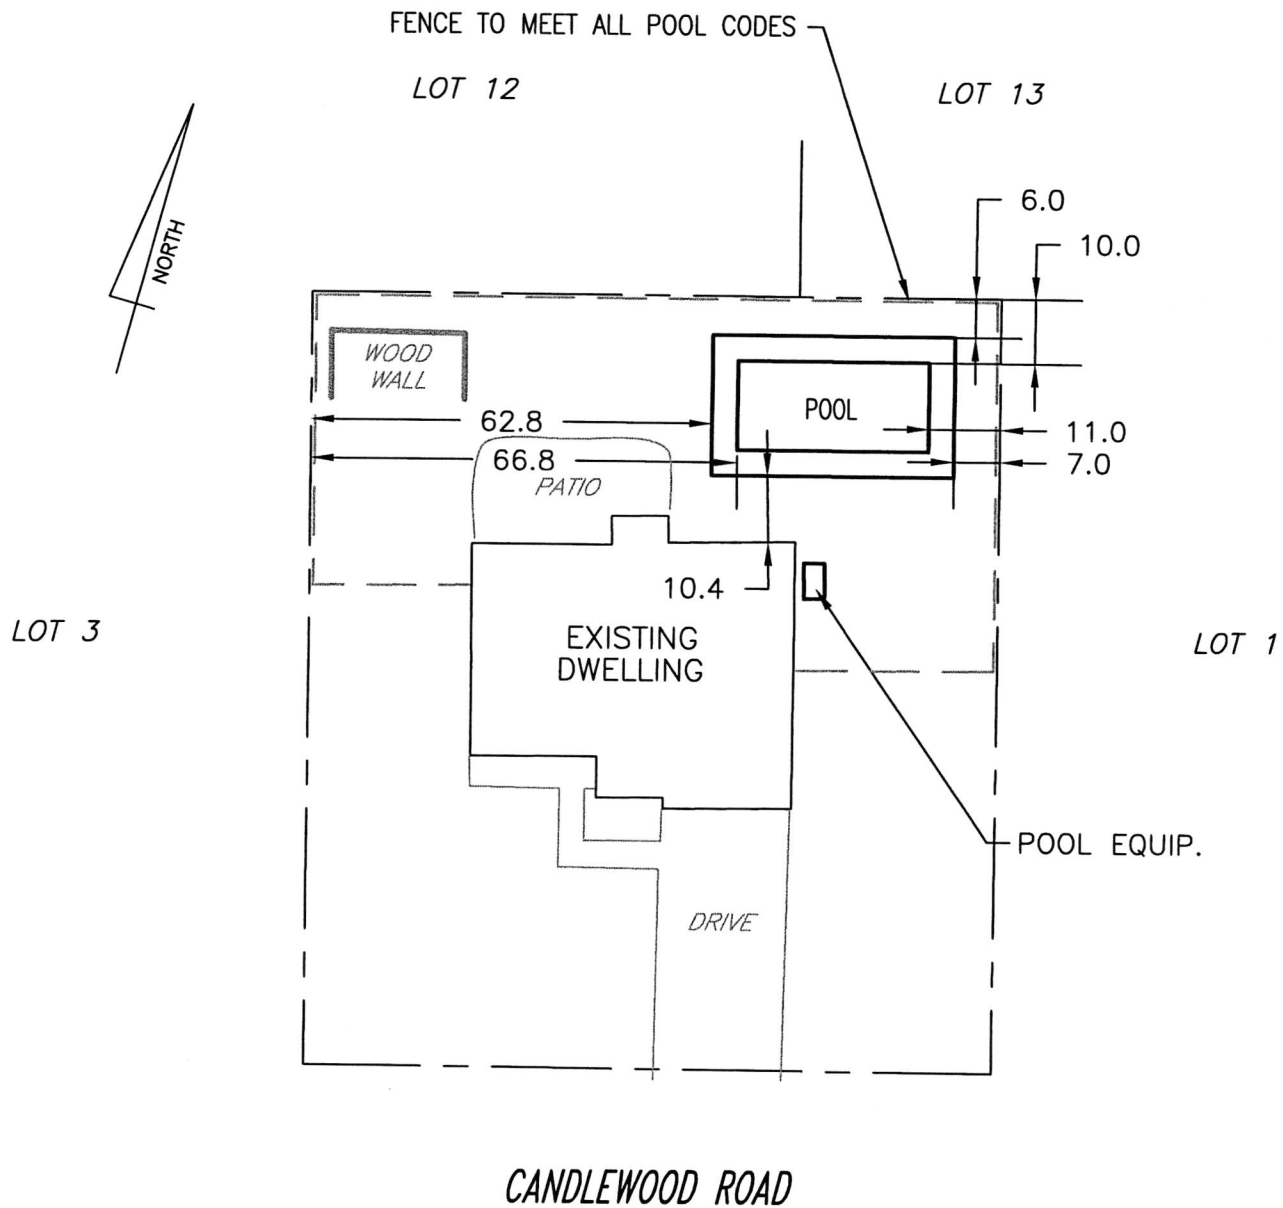 FENCE TO MEET ALL POOL CODES
LOT 12
LOT 13
NORTH
6.0
10.0
WOOD
WALL
POOL
62.8
11.0
66.8
7.0
PATIO
10.4
EXISTING
DWELLING
LOT 3
LOT 1
POOL EQUIP.
DRIVE
CANDLEWOOD ROAD